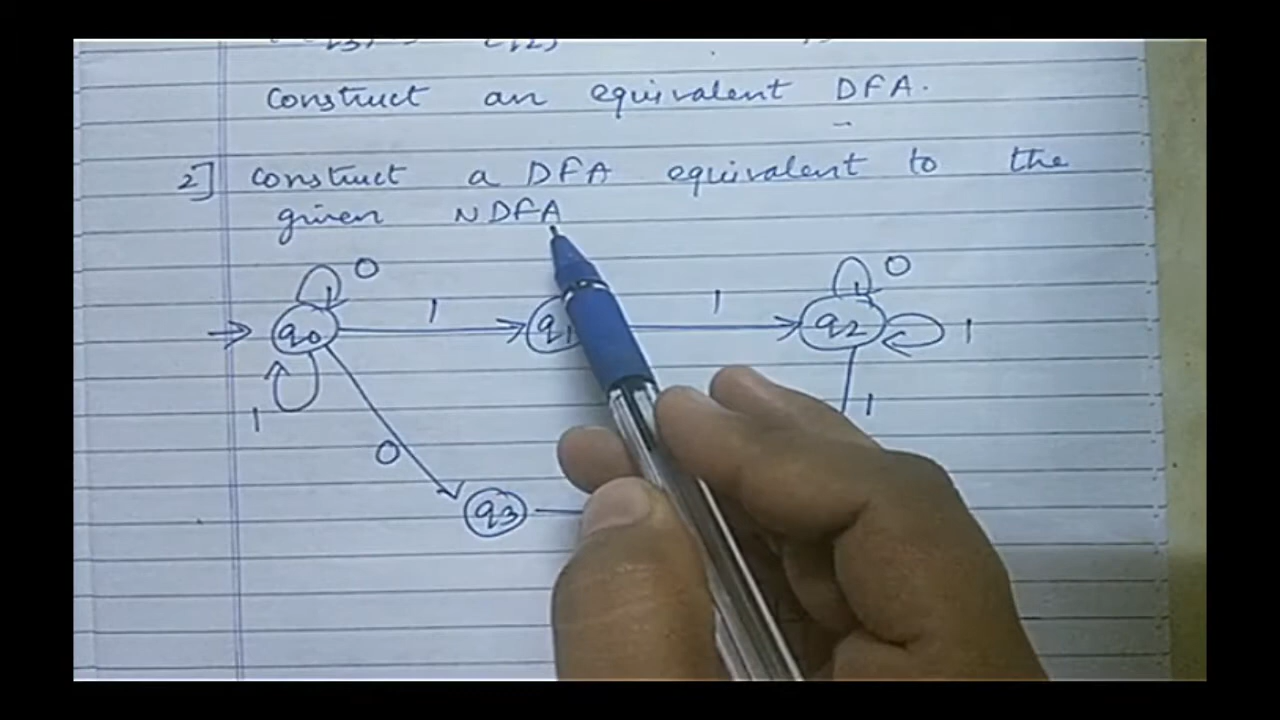 construct an equivalent DFA.
2] construct a DFA equivalent to the
given NDFA
0 0
1 1
q0 q1 q2 1
1 1
0
q3